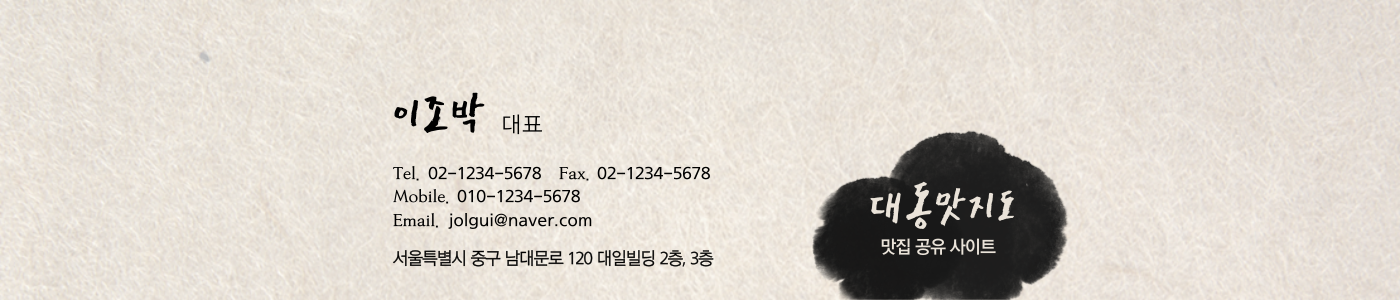 이조박 대표
Tel. 02-1234-5678 Fax. 02-1234-5678
Mobile. 010-1234-5678
Email. jolgui@naver.com
서울특별시 중구 남대문로 120 대일빌딩 2층, 3층
대동맛지도
맛집 공유 사이트